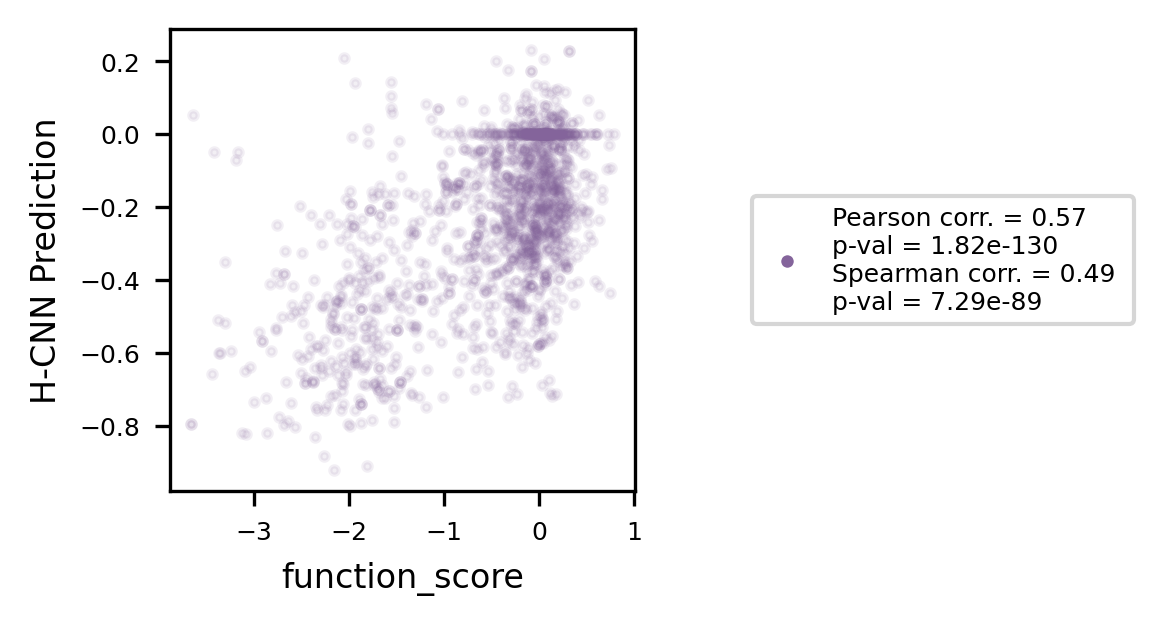 0.2
0.0
−0.2
−0.4
−0.6
−0.8
H-CNN Prediction
−3
−2
−1
0
1
function_score
Pearson corr. = 0.57
p-val = 1.82e-130
Spearman corr. = 0.49
p-val = 7.29e-89